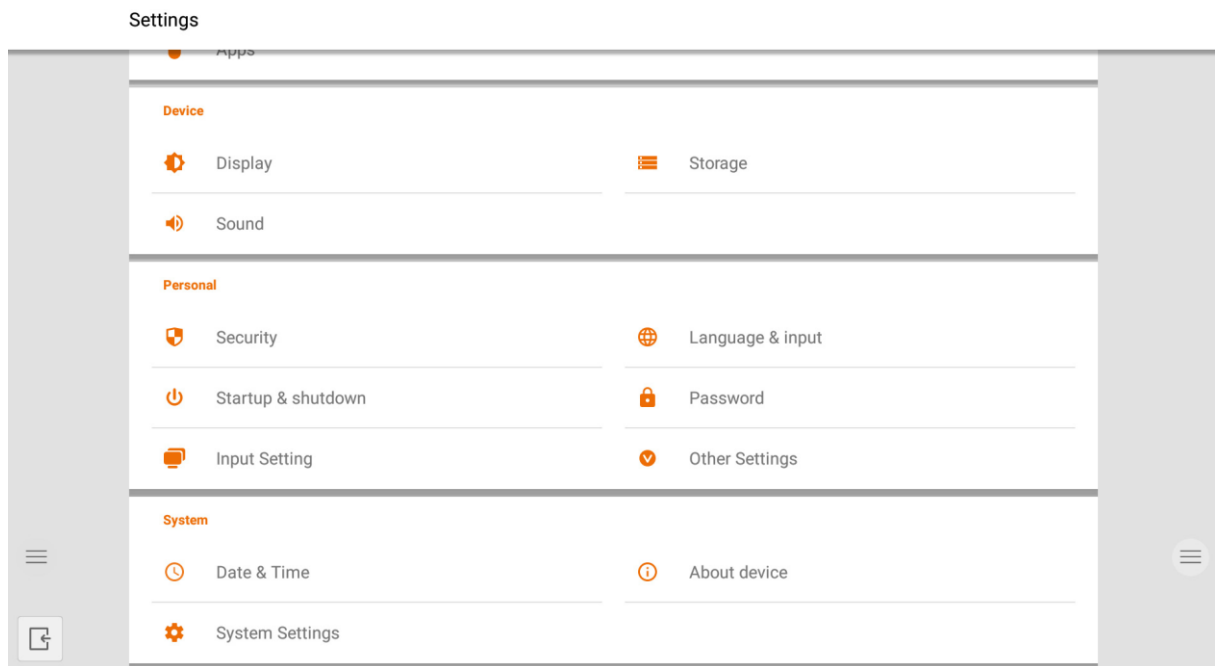 Settings
Apps
Device
Display
Storage
Sound
Personal
Security
Language & input
Startup & shutdown
Password
Input Setting
Other Settings
System
Date & Time
About device
System Settings